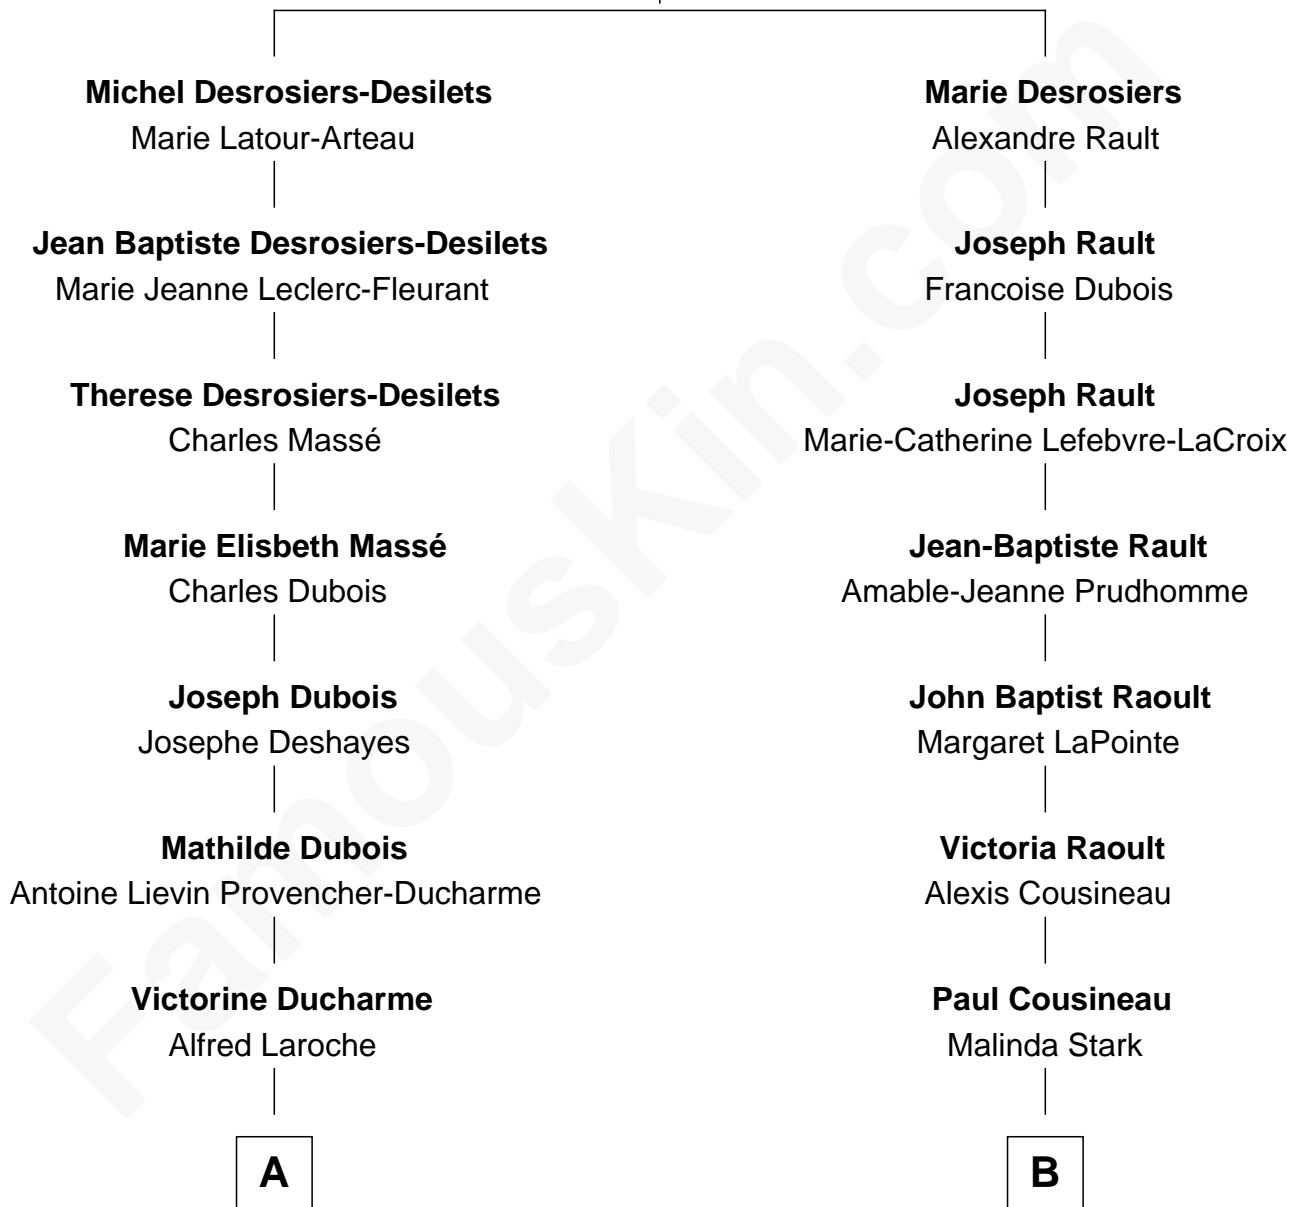 Michel Desrosiers-Desilets
Marie Latour-Arteau
Jean Baptiste Desrosiers-Desilets
Marie Jeanne Leclerc-Fleurant
Therese Desrosiers-Desilets
Charles Massé
Marie Elisbeth Massé
Charles Dubois
Joseph Dubois
Josephe Deshayes
Mathilde Dubois
Antoine Lievin Provencher-Ducharme
Victorine Ducharme
Alfred Laroche
A
Marie Desrosiers
Alexandre Rault
Joseph Rault
Francoise Dubois
Joseph Rault
Marie-Catherine Lefebvre-LaCroix
Jean-Baptiste Rault
Amable-Jeanne Prudhomme
John Baptist Raoult
Margaret LaPointe
Victoria Raoult
Alexis Cousineau
Paul Cousineau
Malinda Stark
B
FamousKin.com